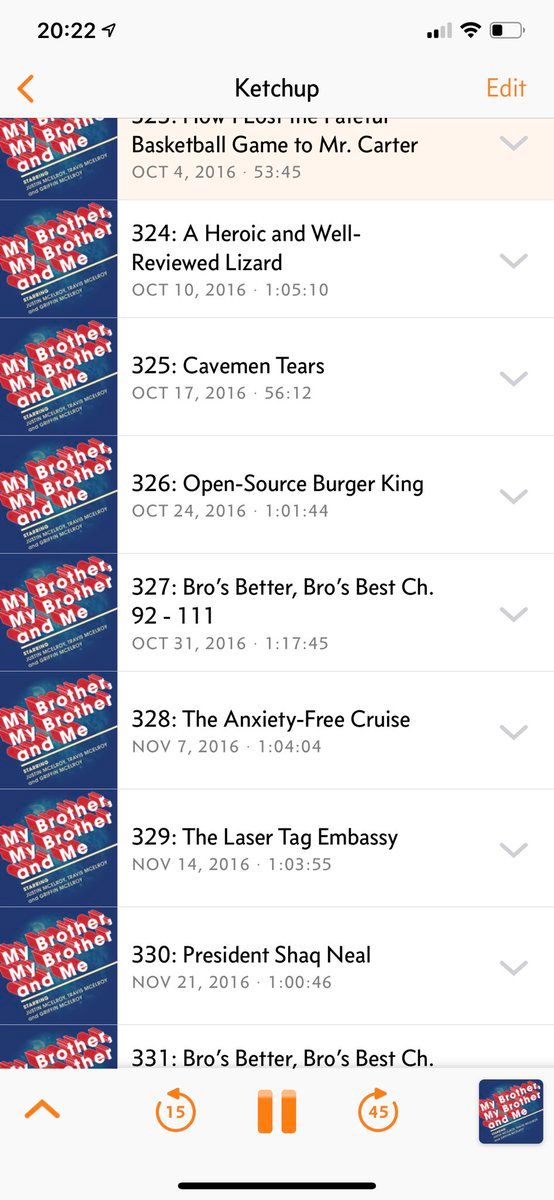 20:22
Ketchup
Edit
323: How I Lost the Fateful
Basketball Game to Mr. Carter
OCT 4, 2016 · 53:45
My Brother,
My Brother
and Me
STARRING
JUSTIN MCELROY, TRAVIS MCELROY
and GRIFFIN MCELROY
324: A Heroic and Well-
Reviewed Lizard
OCT 10, 2016 · 1:05:10
My Brother,
My Brother
and Me
STARRING
JUSTIN MCELROY, TRAVIS MCELROY
and GRIFFIN MCELROY
325: Cavemen Tears
OCT 17, 2016 · 56:12
My Brother,
My Brother
and Me
STARRING
JUSTIN MCELROY, TRAVIS MCELROY
and GRIFFIN MCELROY
326: Open-Source Burger King
OCT 24, 2016 · 1:01:44
My Brother,
My Brother
and Me
STARRING
JUSTIN MCELROY, TRAVIS MCELROY
and GRIFFIN MCELROY
327: Bro’s Better, Bro’s Best Ch.
92 - 111
OCT 31, 2016 · 1:17:45
My Brother,
My Brother
and Me
STARRING
JUSTIN MCELROY, TRAVIS MCELROY
and GRIFFIN MCELROY
328: The Anxiety-Free Cruise
NOV 7, 2016 · 1:04:04
My Brother,
My Brother
and Me
STARRING
JUSTIN MCELROY, TRAVIS MCELROY
and GRIFFIN MCELROY
329: The Laser Tag Embassy
NOV 14, 2016 · 1:03:55
My Brother,
My Brother
and Me
STARRING
JUSTIN MCELROY, TRAVIS MCELROY
and GRIFFIN MCELROY
330: President Shaq Neal
NOV 21, 2016 · 1:00:46
My Brother,
My Brother
and Me
STARRING
JUSTIN MCELROY, TRAVIS MCELROY
and GRIFFIN MCELROY
331: Bro’s Better, Bro’s Best Ch.
My Brother,
My Brother
15
45
My Brother,
My Brother
and Me